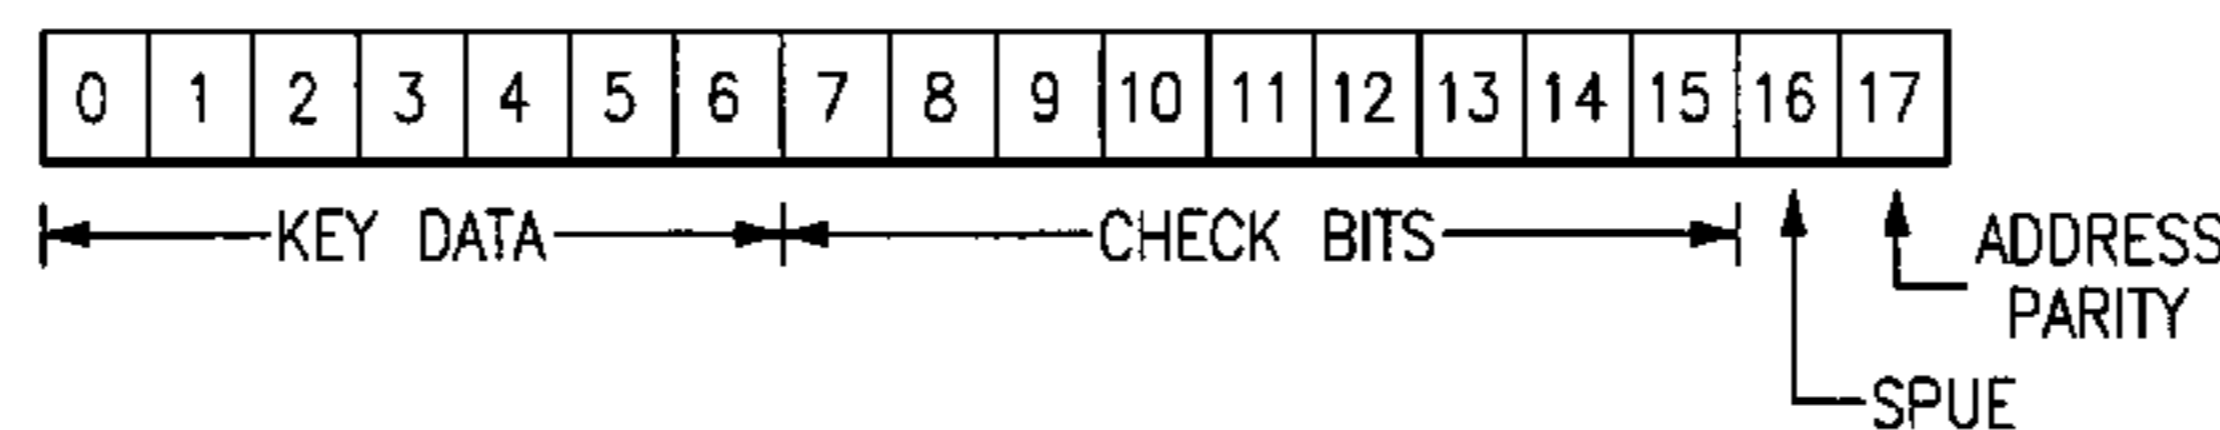 0 1 2 3 4 5 6 7 8 9 10 11 12 13 14 15 16 17
KEY DATA CHECK BITS ADDRESS
PARITY
SPUE